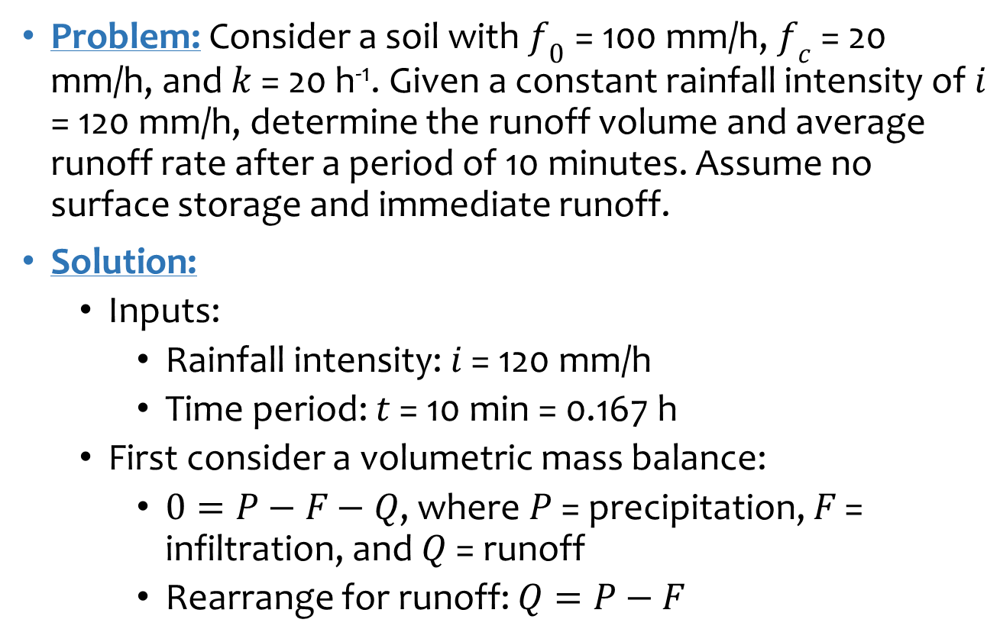 • Problem: Consider a soil with f₀ = 100 mm/h, f_c = 20
mm/h, and k = 20 h⁻¹. Given a constant rainfall intensity of i
= 120 mm/h, determine the runoff volume and average
runoff rate after a period of 10 minutes. Assume no
surface storage and immediate runoff.
• Solution:
• Inputs:
• Rainfall intensity: i = 120 mm/h
• Time period: t = 10 min = 0.167 h
• First consider a volumetric mass balance:
• 0 = P − F − Q, where P = precipitation, F =
infiltration, and Q = runoff
• Rearrange for runoff: Q = P − F